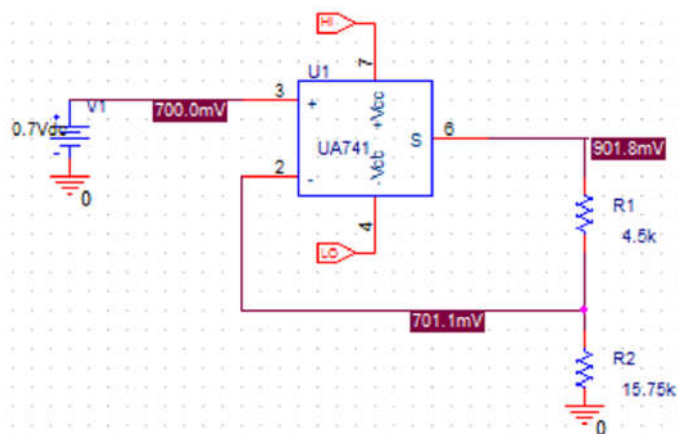 HI
7
U1
3
V1
700.0mV
+
+Vcc
6
0.7Vdc
UA741
S
901.8mV
2
-
-Vcc
R1
0
4
4.5k
LO
701.1mV
R2
15.75k
0